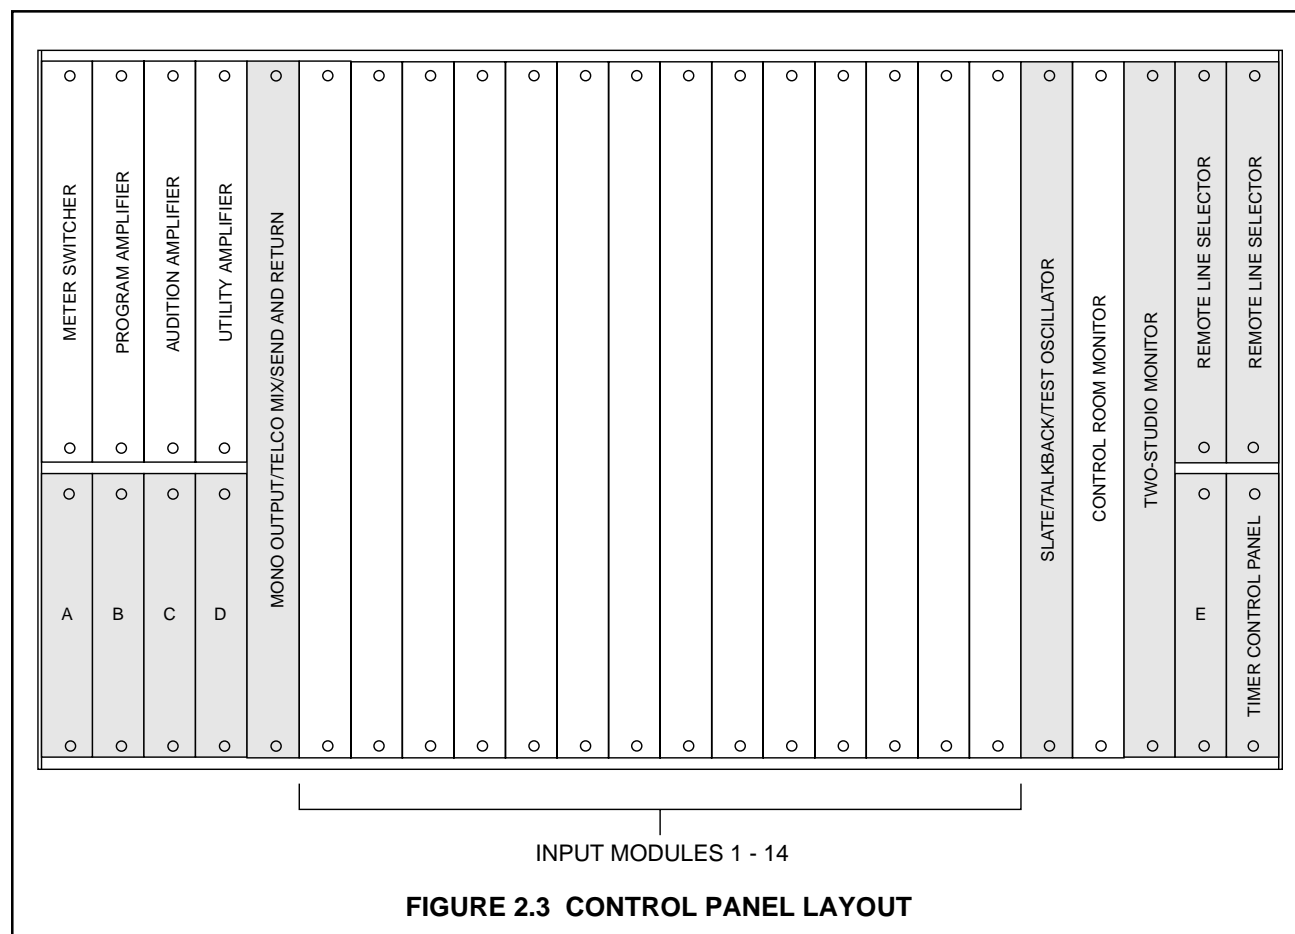 METER SWITCHER
PROGRAM AMPLIFIER
AUDITION AMPLIFIER
UTILITY AMPLIFIER
MONO OUTPUT/TELCO MIX/SEND AND RETURN
SLATE/TALKBACK/TEST OSCILLATOR
CONTROL ROOM MONITOR
TWO-STUDIO MONITOR
REMOTE LINE SELECTOR
REMOTE LINE SELECTOR
A
B
C
D
E
TIMER CONTROL PANEL
INPUT MODULES 1 - 14
FIGURE 2.3 CONTROL PANEL LAYOUT